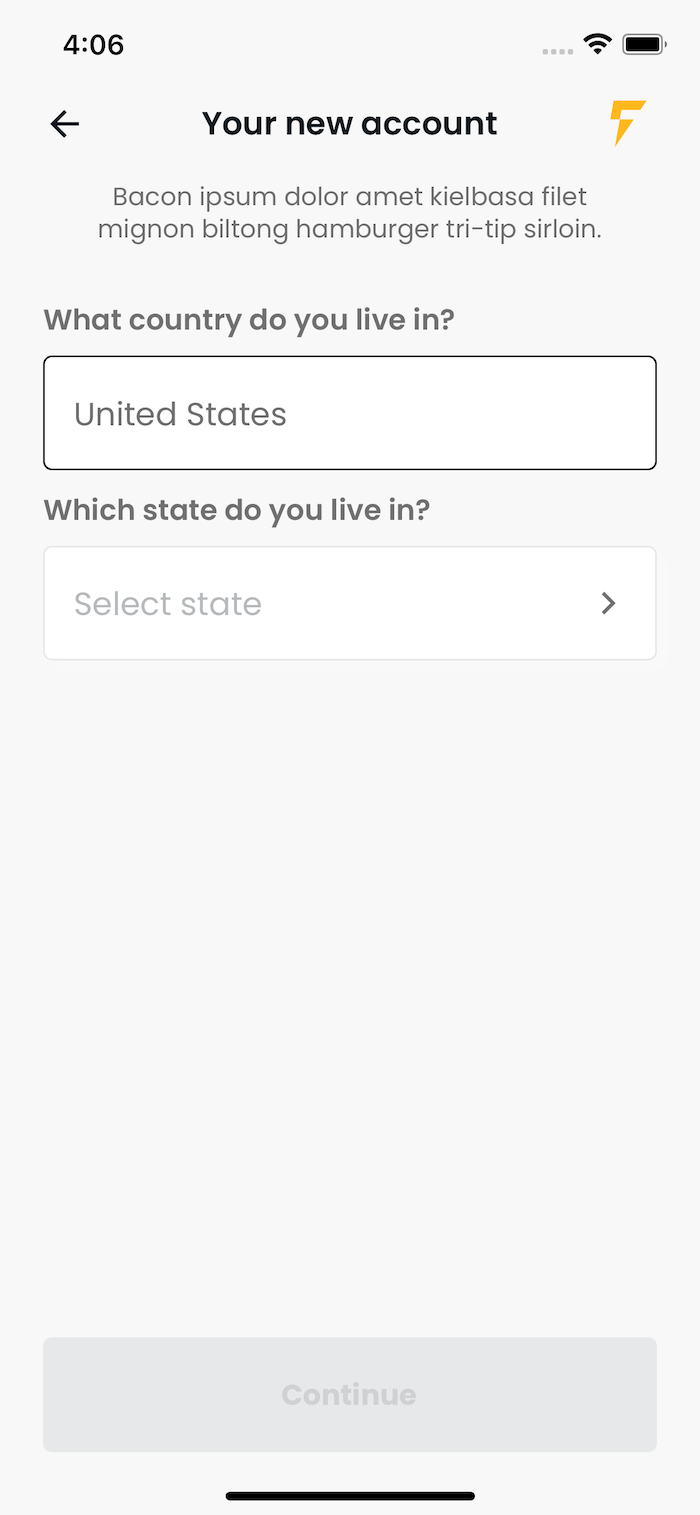 4:06
Your new account
Bacon ipsum dolor amet kielbasa filet
mignon biltong hamburger tri-tip sirloin.
What country do you live in?
United States
Which state do you live in?
Select state
Continue